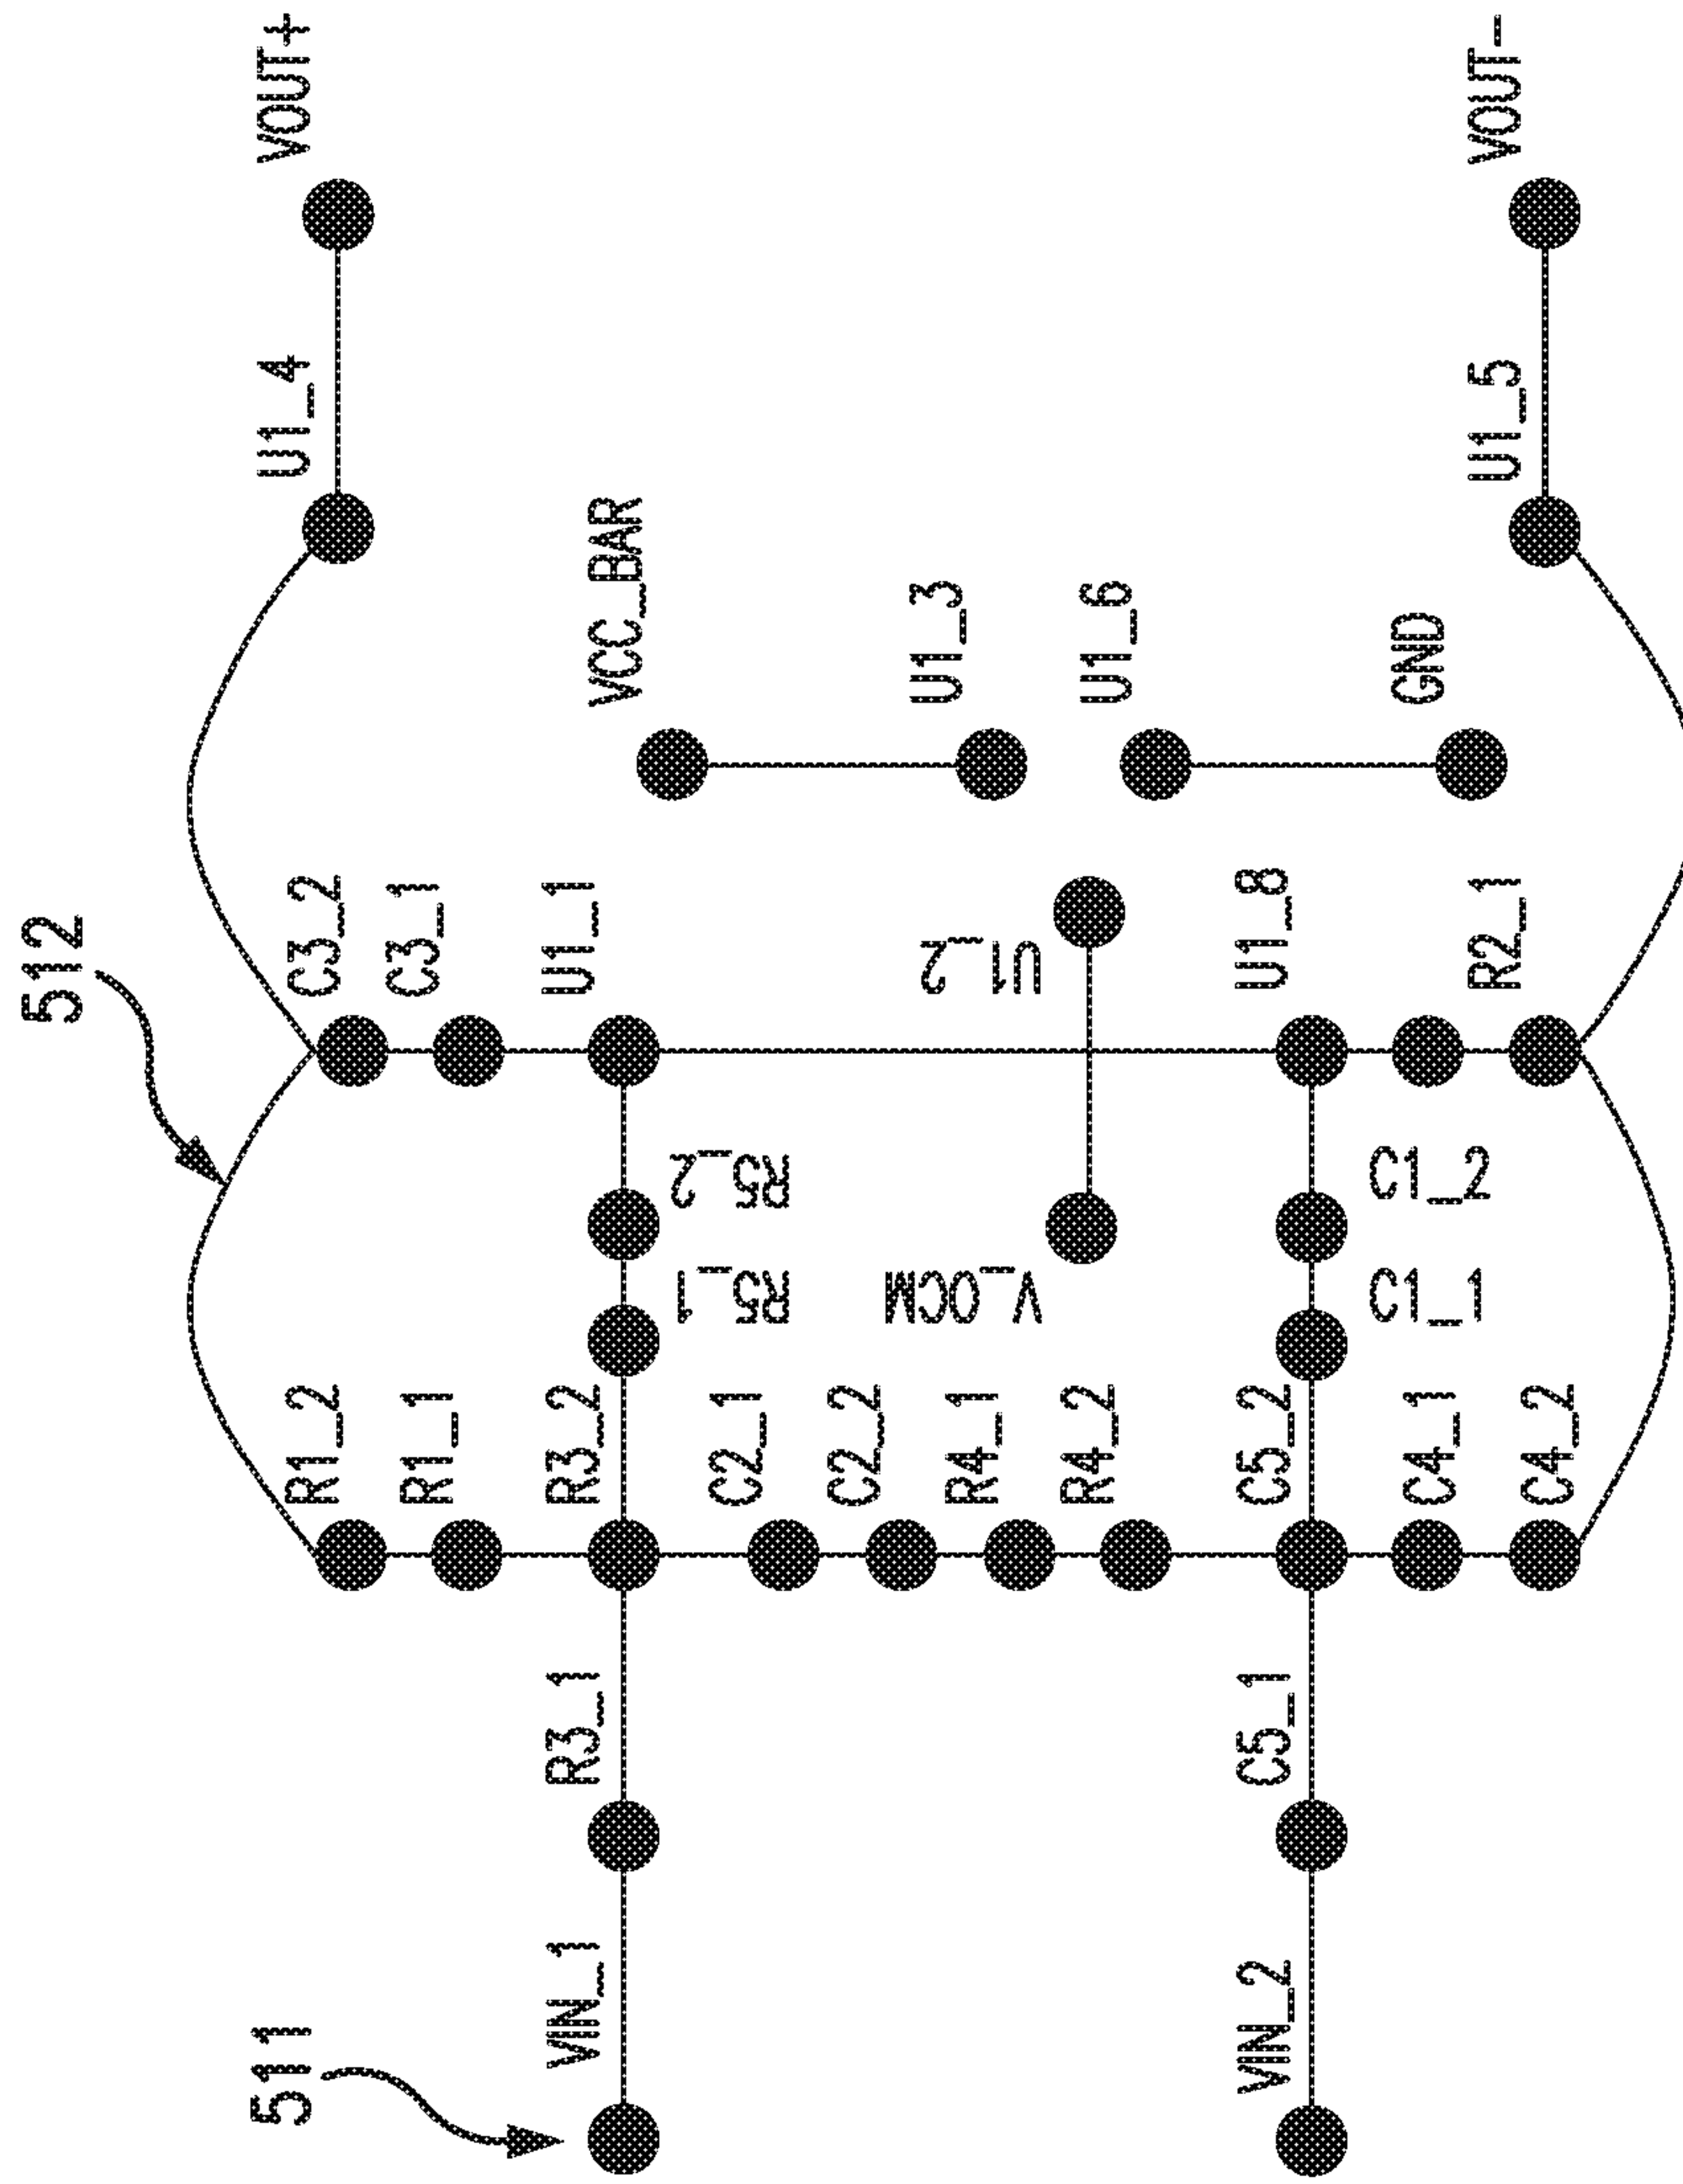 512
511
VOUT+
U1_4
C3_2
C3_1
U1_1
R1_2
R1_1
R3_2
R3_1
VIN_1
R5_1
R5_2
VCC_BAR
U1_3
U1_6
GND
U1_2
V_OCM
C2_1
C2_2
R4_1
R4_2
C5_2
C4_1
C4_2
C5_1
VIN_2
C1_1
C1_2
U1_8
R2_1
U1_5
VOUT-